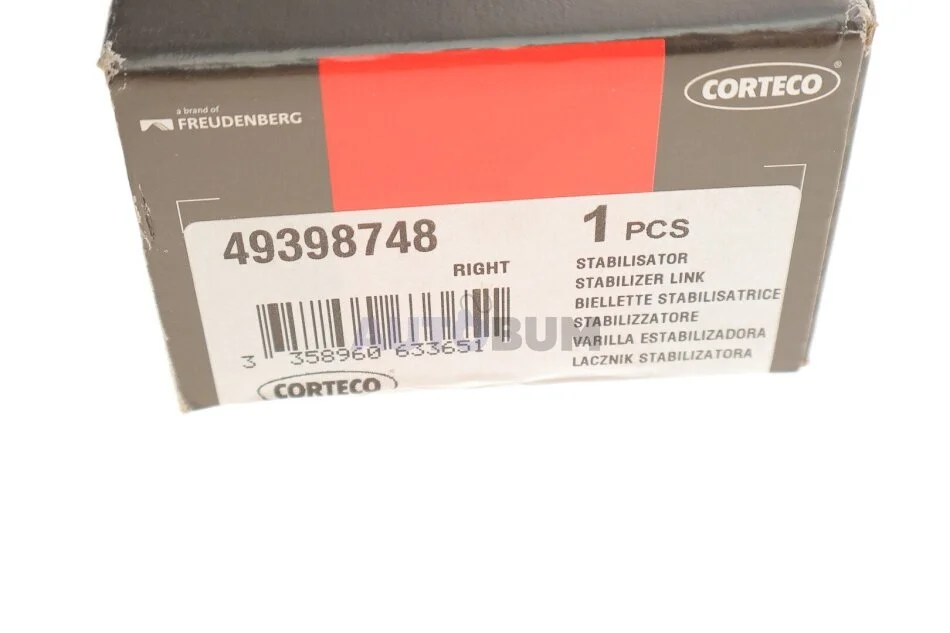 a brand of
FREUDENBERG
CORTECO®
49398748
RIGHT
1 PCS
STABILISATOR
STABILIZER LINK
BIELLETTE STABILISATRICE
STABILIZZATORE
VARILLA ESTABILIZADORA
LACZNIK STABILIZATORA
3 358960 633651
AUTOBUM
CORTECO